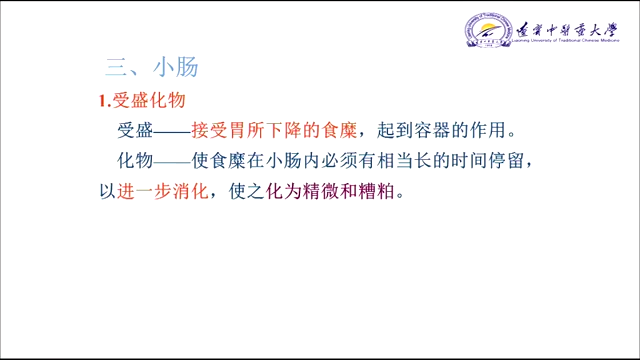 遼寧中醫藥大學
Liaoning University of Traditional Chinese Medicine
三、小肠
1.受盛化物
受盛——接受胃所下降的食糜，起到容器的作用。
化物——使食糜在小肠内必须有相当长的时间停留，
以进一步消化，使之化为精微和糟粕。